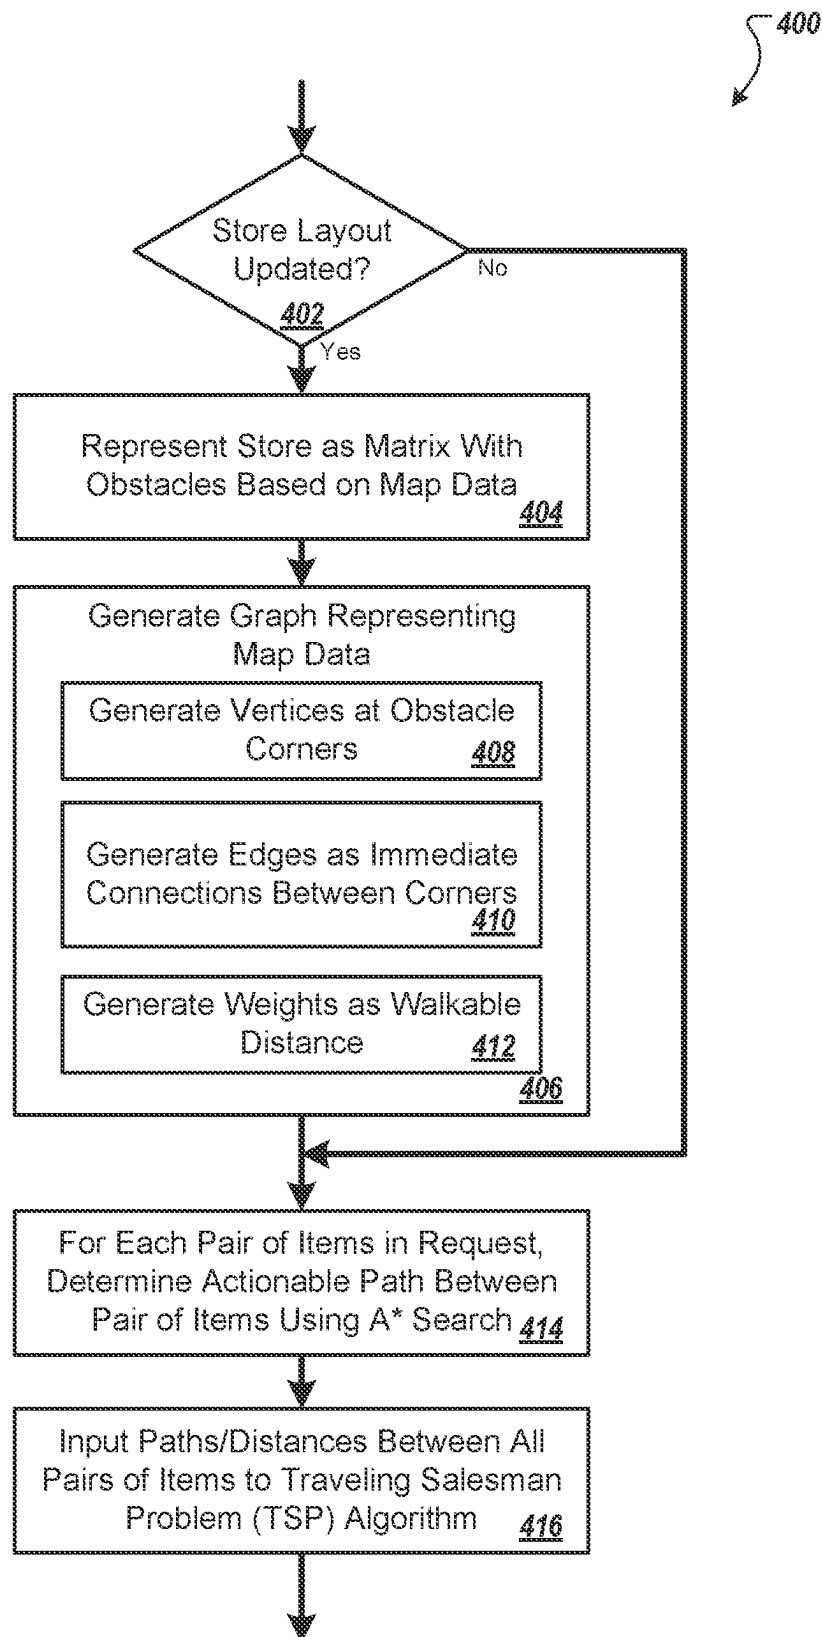 400
Store Layout
Updated?
402
No
Yes
Represent Store as Matrix With
Obstacles Based on Map Data
404
Generate Graph Representing
Map Data
Generate Vertices at Obstacle
Corners
408
Generate Edges as Immediate
Connections Between Corners
410
Generate Weights as Walkable
Distance
412
406
For Each Pair of Items in Request,
Determine Actionable Path Between
Pair of Items Using A* Search
414
Input Paths/Distances Between All
Pairs of Items to Traveling Salesman
Problem (TSP) Algorithm
416